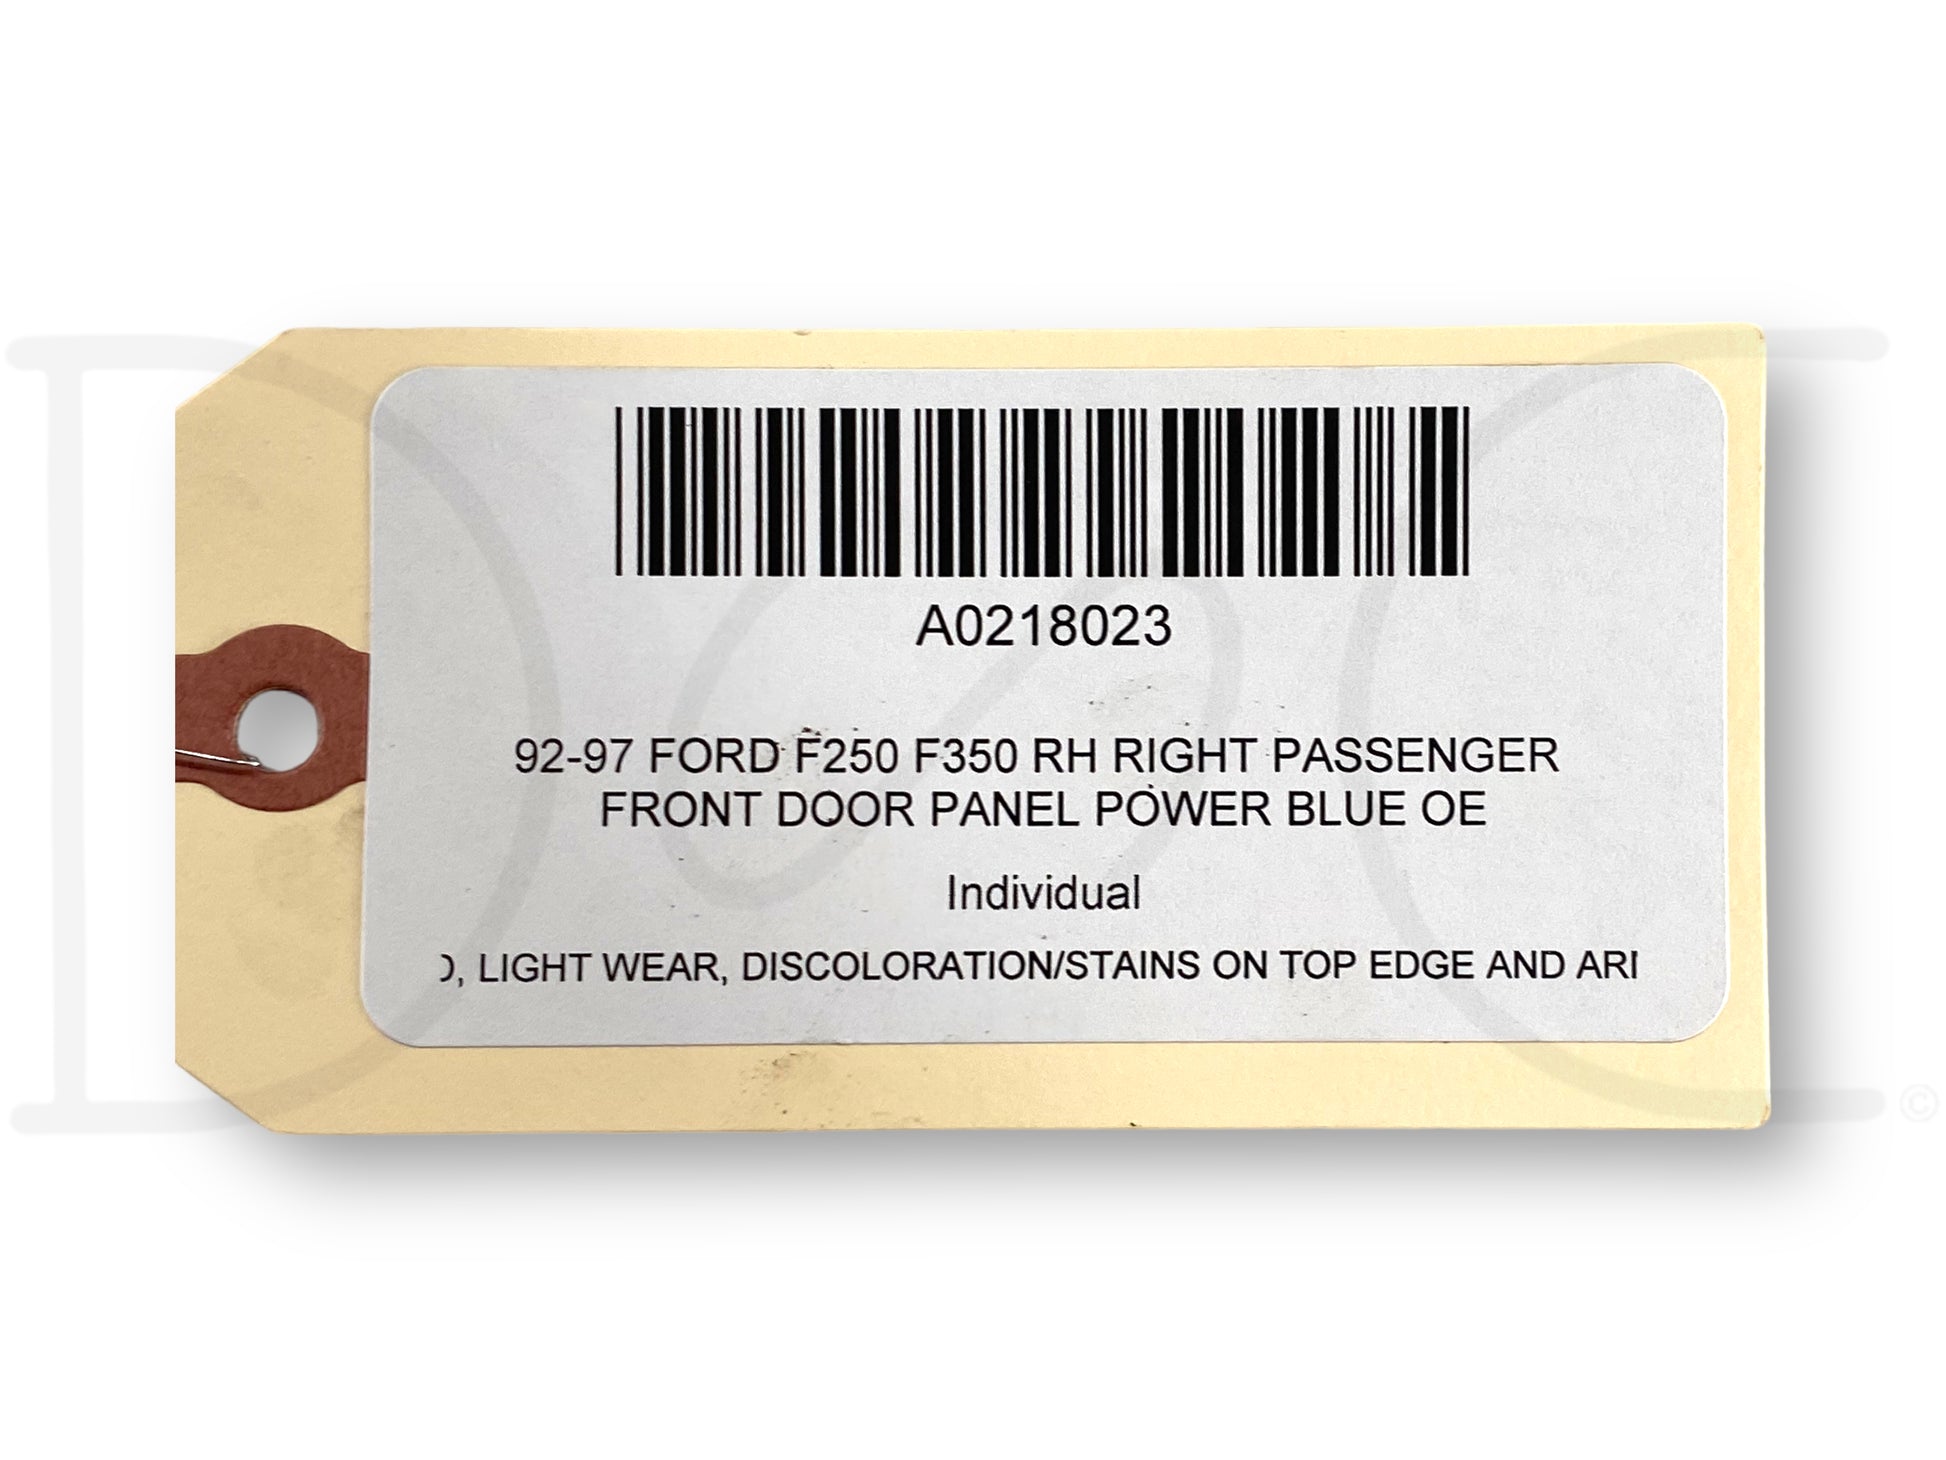 A0218023
92-97 FORD F250 F350 RH RIGHT PASSENGER
FRONT DOOR PANEL POWER BLUE OE
Individual
, LIGHT WEAR, DISCOLORATION/STAINS ON TOP EDGE AND
©